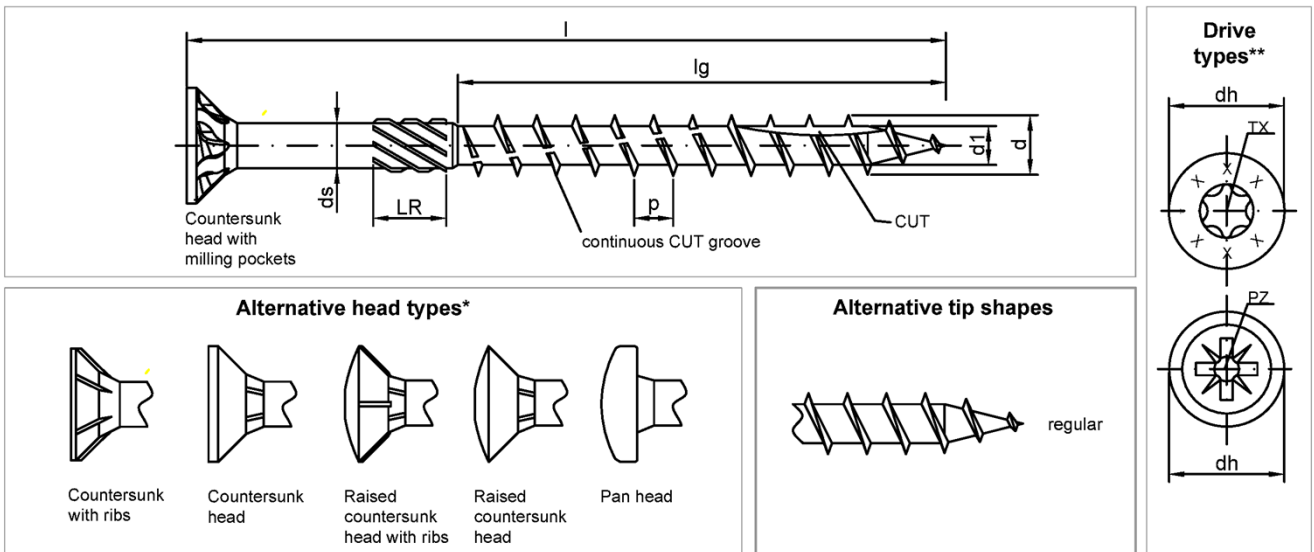 l
lg
ds
LR
p
d1
d
CUT
continuous CUT groove
Countersunk
head with
milling pockets
Drive
types**
dh
TX
x
x
x
x
x
x
PZ
dh
Alternative head types*
Countersunk
with ribs
Countersunk
head
Raised
countersunk
head with ribs
Raised
countersunk
head
Pan head
Alternative tip shapes
regular